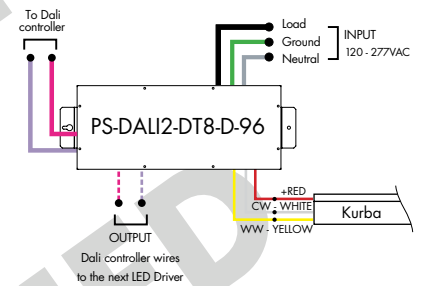 To Dali
controller
Load
Ground
Neutral
INPUT
120 - 277VAC
PS-DALI2-DT8-D-96
+RED
CW - WHITE
WW - YELLOW
Kurba
OUTPUT
Dali controller wires
to the next LED Driver